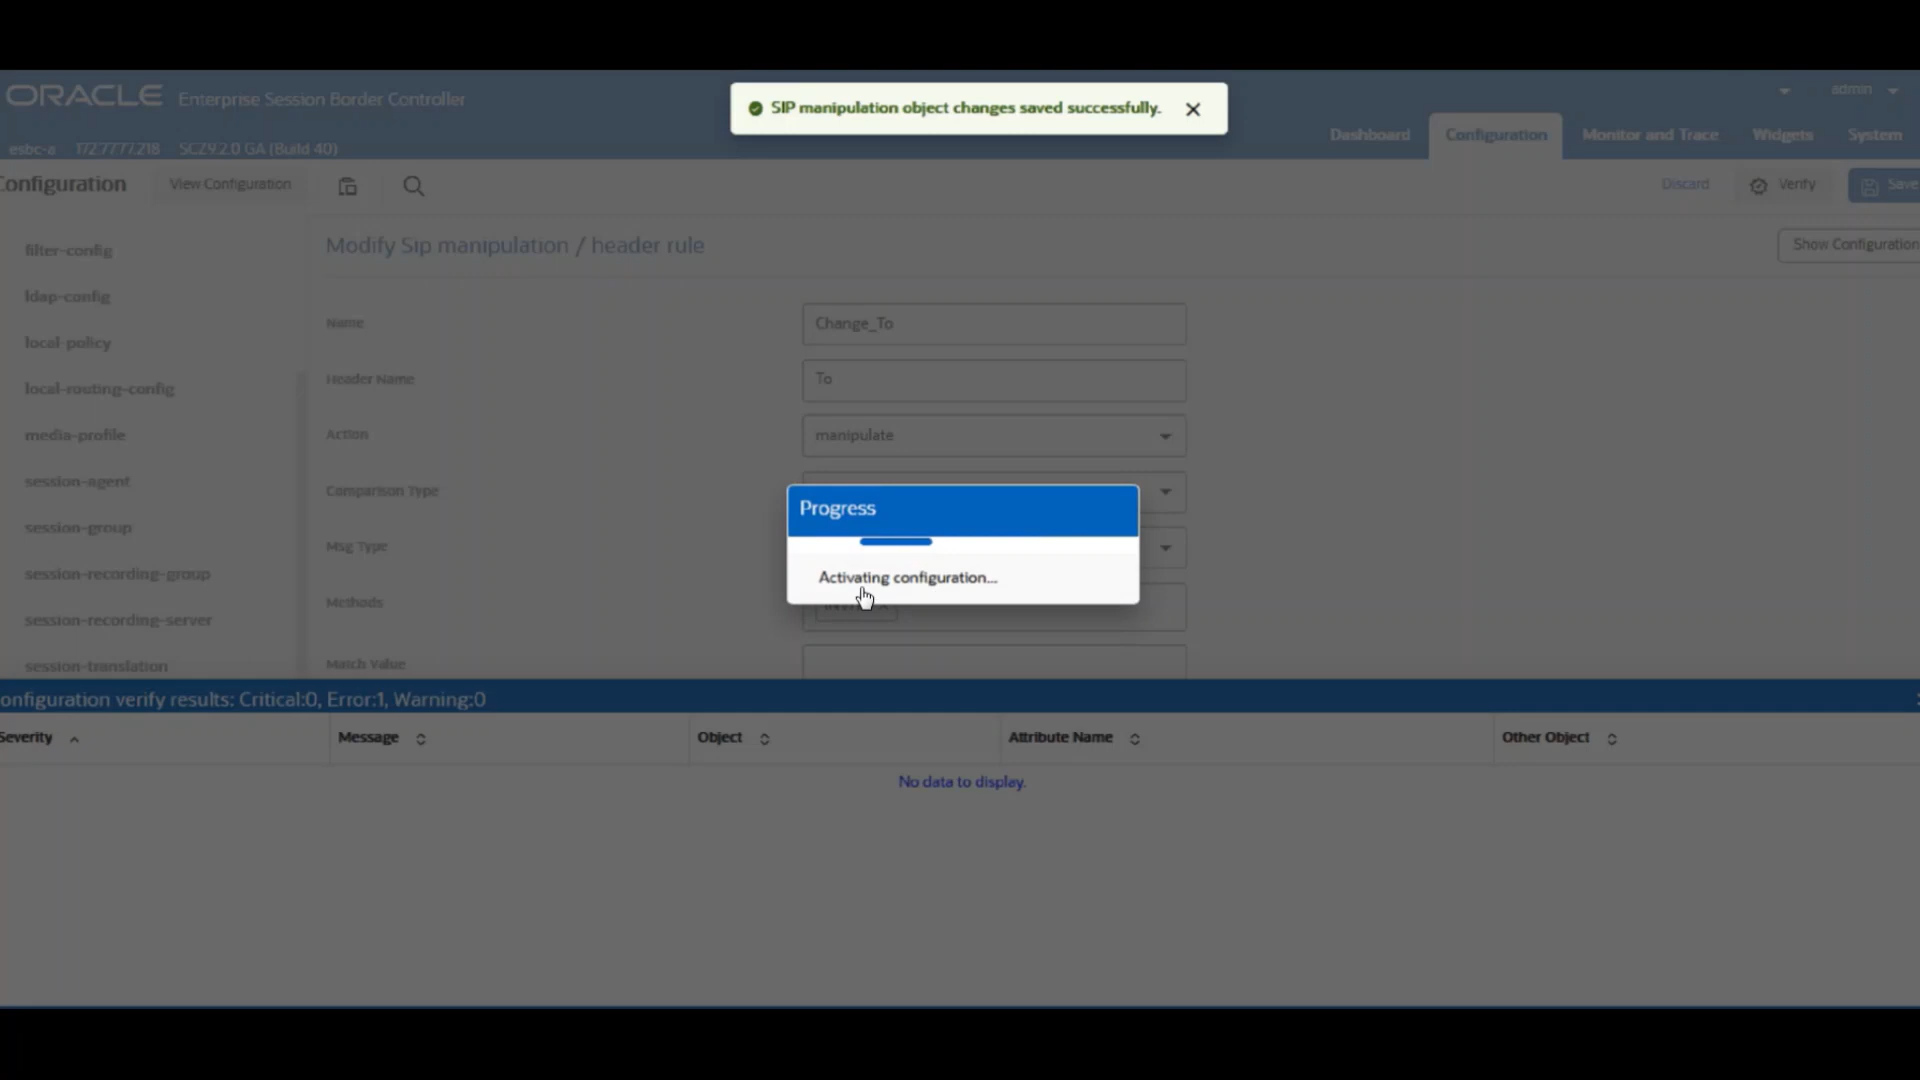 ORACLE Enterprise Session Border Controller
SIP manipulation object changes saved successfully.
admin
esbc-a 172.77.77.218 SCZ9.2.0 GA (Build 40)
Dashboard Configuration Monitor and Trace Widgets System
onfiguration View Configuration
Discard Verify Save
filter-config
ldap-config
local-policy
local-routing-config
media-profile
session-agent
session-group
session-recording-group
session-recording-server
session-translation
Modify Sip manipulation / header rule
Show Configuration
Name Change_To
Header Name To
Action manipulate
Comparison Type
Msg Type
Methods
Match Value
Progress
Activating configuration...
onfiguration verify results: Critical:0, Error:1, Warning:0
Severity Message Object Attribute Name Other Object
No data to display.